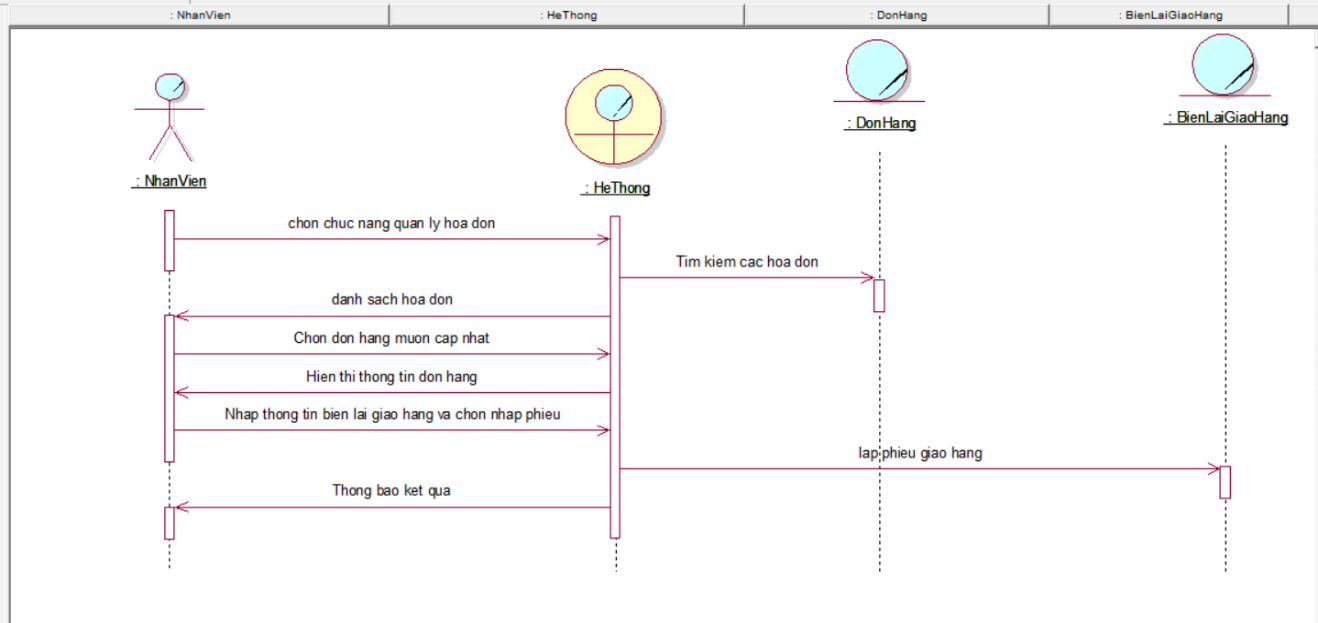 : NhanVien
: HeThong
: DonHang
: BienLaiGiaoHang
: DonHang
: BienLaiGiaoHang
: NhanVien
: HeThong
chon chuc nang quan ly hoa don
Tim kiem cac hoa don
danh sach hoa don
Chon don hang muon cap nhat
Hien thi thong tin don hang
Nhap thong tin bien lai giao hang va chon nhap phieu
lap phieu giao hang
Thong bao ket qua